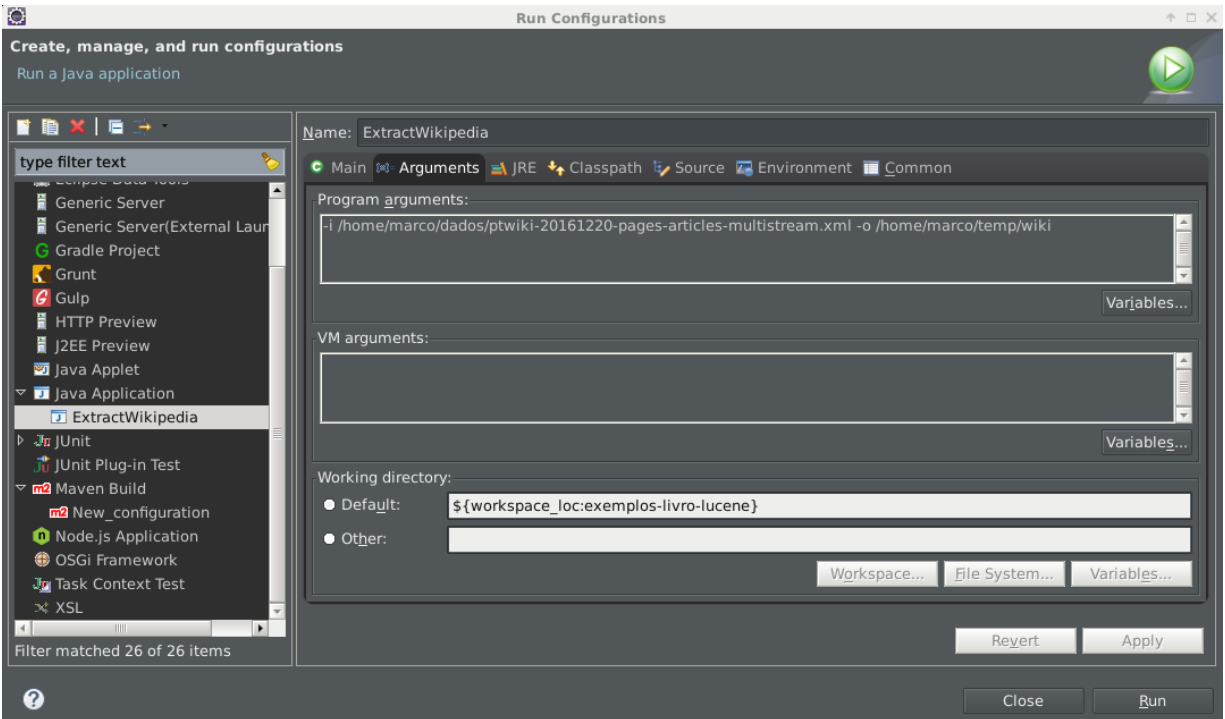 Run Configurations
Create, manage, and run configurations
Run a Java application
type filter text
Eclipse Data Tools
Generic Server
Generic Server(External Laun
Gradle Project
Grunt
Gulp
HTTP Preview
J2EE Preview
Java Applet
Java Application
ExtractWikipedia
JUnit
JUnit Plug-in Test
Maven Build
New_configuration
Node.js Application
OSGi Framework
Task Context Test
XSL
Filter matched 26 of 26 items
Name: ExtractWikipedia
Main Arguments JRE Classpath Source Environment Common
Program arguments:
-i /home/marco/dados/ptwiki-20161220-pages-articles-multistream.xml -o /home/marco/temp/wiki
Variables...
VM arguments:
Variables...
Working directory:
Default: ${workspace_loc:exemplos-livro-lucene}
Other:
Workspace... File System... Variables...
Revert Apply
Close Run